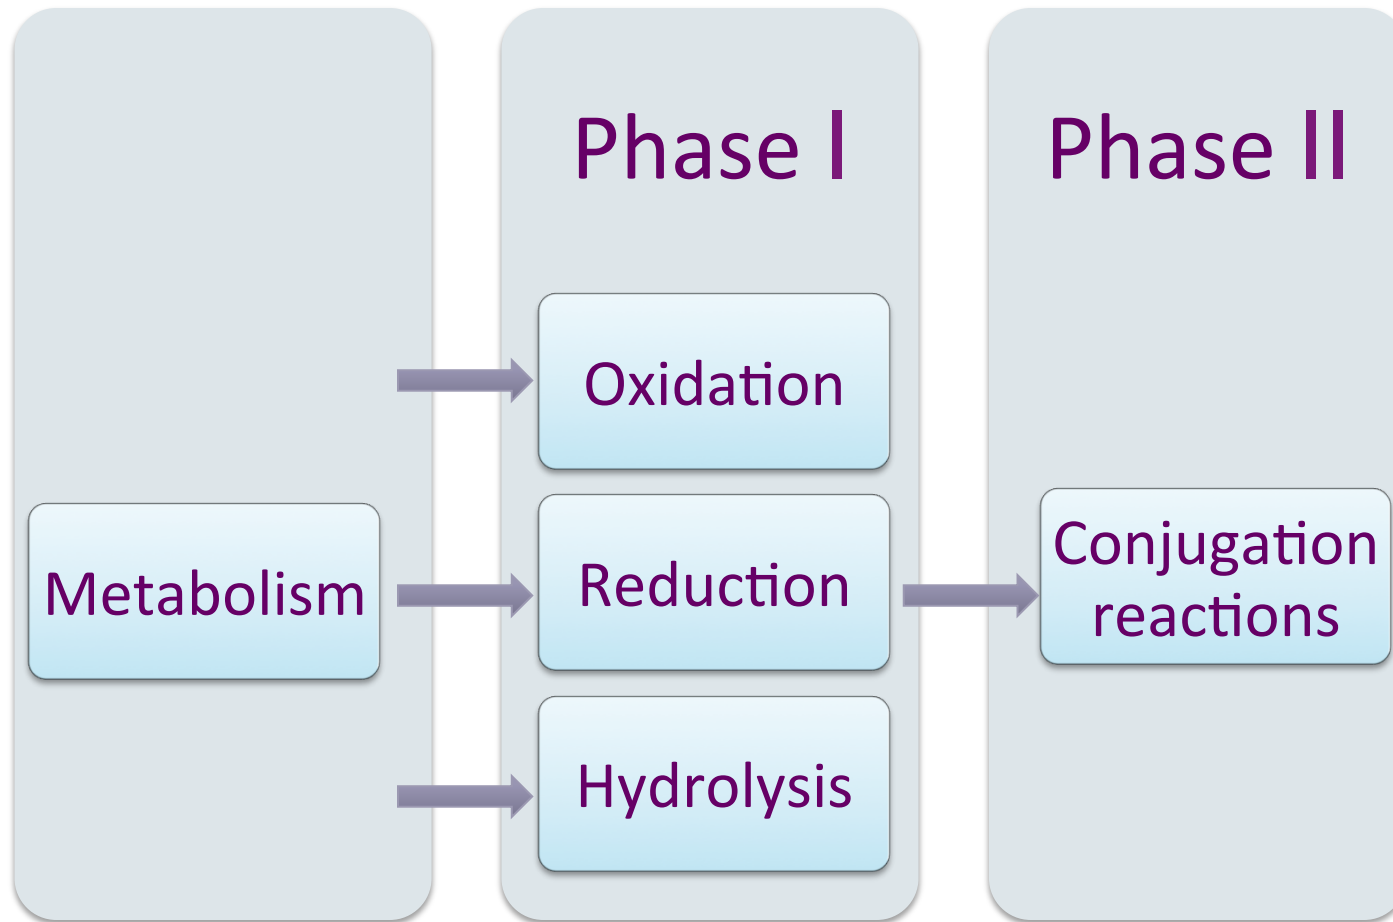 Phase I
Phase II
Oxidation
Metabolism
Reduction
Conjugation
reactions
Hydrolysis